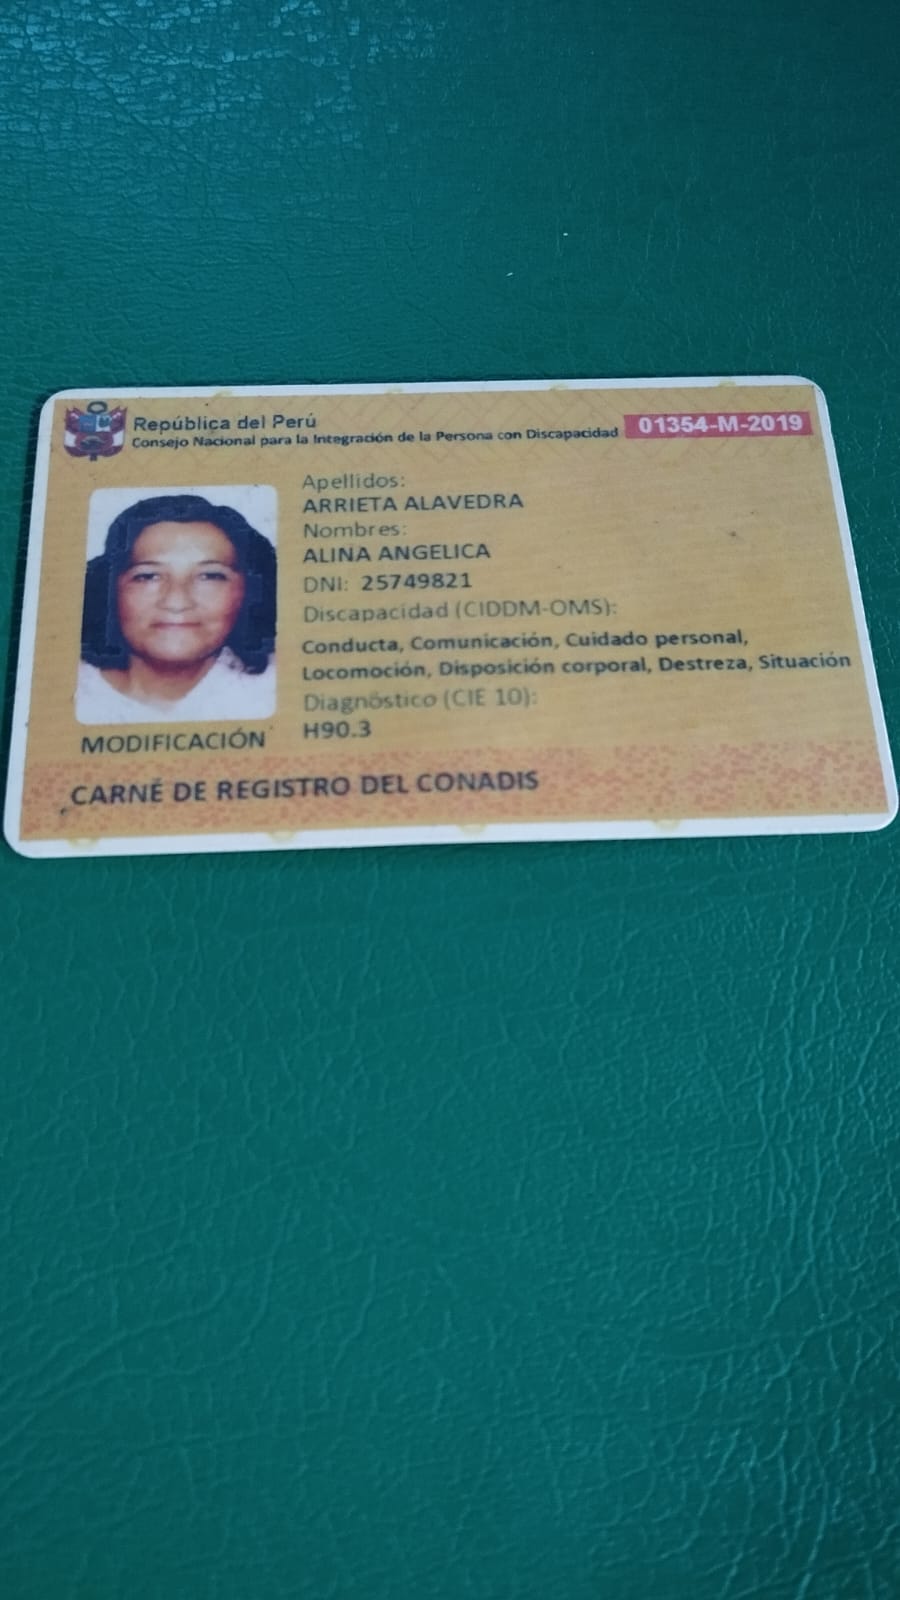 República del Perú
Consejo Nacional para la Integración de la Persona con Discapacidad
01354-M-2019
Apellidos:
ARRIETA ALAVEDRA
Nombres:
ALINA ANGELICA
DNI: 25749821
Discapacidad (CIDDM-OMS):
Conducta, Comunicación, Cuidado personal,
Locomoción, Disposición corporal, Destreza, Situación
Diagnóstico (CIE 10):
H90.3
MODIFICACIÓN
CARNÉ DE REGISTRO DEL CONADIS